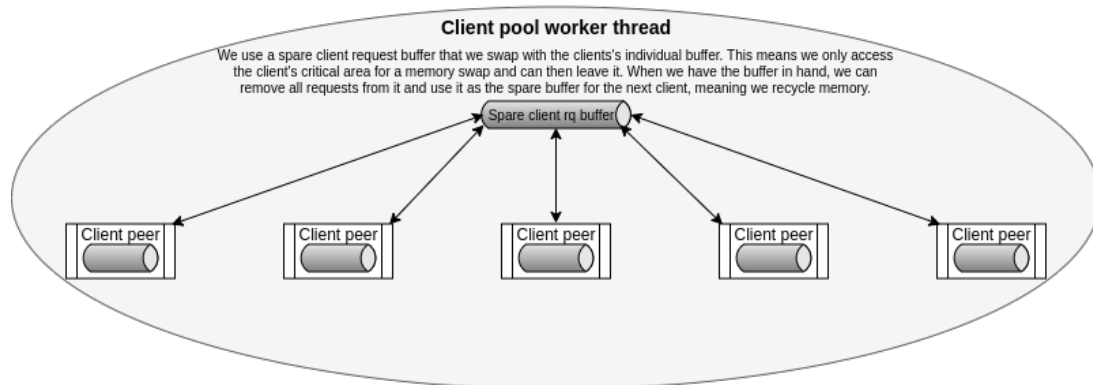 Client pool worker thread
We use a spare client request buffer that we swap with the clients's individual buffer. This means we only access
the client's critical area for a memory swap and can then leave it. When we have the buffer in hand, we can
remove all requests from it and use it as the spare buffer for the next client, meaning we recycle memory.
Spare client rq buffer
Client peer
Client peer
Client peer
Client peer
Client peer